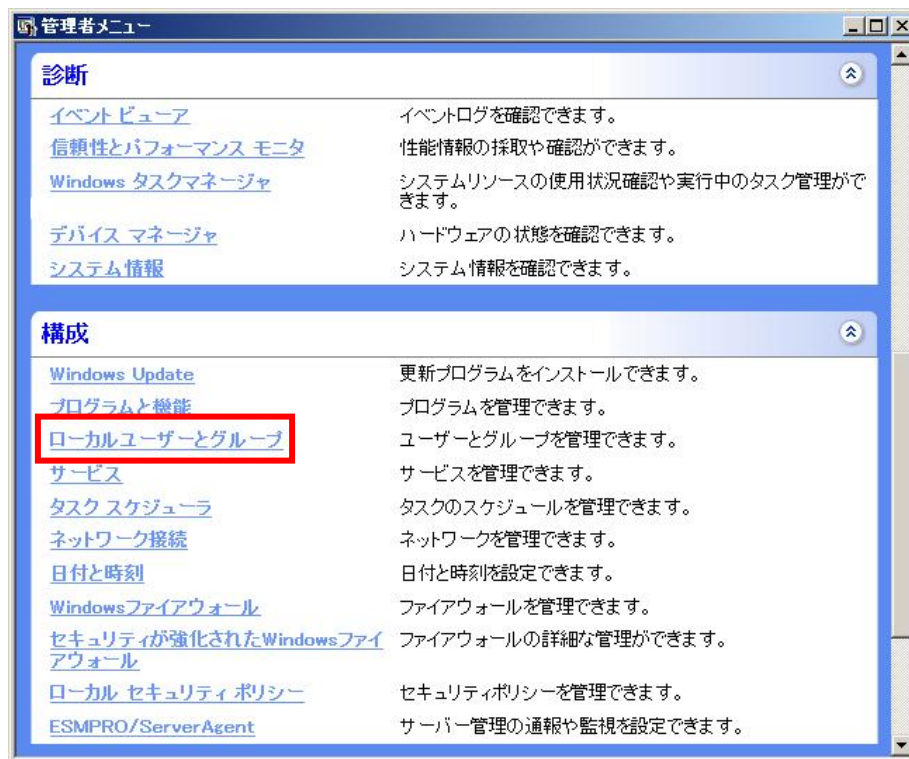 管理者メニュー
診断
イベント ビューア イベントログを確認できます。
信頼性とパフォーマンス モニタ 性能情報の採取や確認ができます。
Windows タスクマネージャ システムリソースの使用状況確認や実行中のタスク管理がで
きます。
デバイス マネージャ ハードウェアの状態を確認できます。
システム情報 システム情報を確認できます。
構成
Windows Update 更新プログラムをインストールできます。
プログラムと機能 プログラムを管理できます。
ローカルユーザーとグループ ユーザーとグループを管理できます。
サービス サービスを管理できます。
タスク スケジューラ タスクのスケジュールを管理できます。
ネットワーク接続 ネットワークを管理できます。
日付と時刻 日付と時刻を設定できます。
Windowsファイアウォール ファイアウォールを管理できます。
セキュリティが強化されたWindowsファイ ファイアウォールの詳細な管理ができます。
アウォール
ローカル セキュリティ ポリシー セキュリティポリシーを管理できます。
ESMPRO/ServerAgent サーバー管理の通報や監視を設定できます。